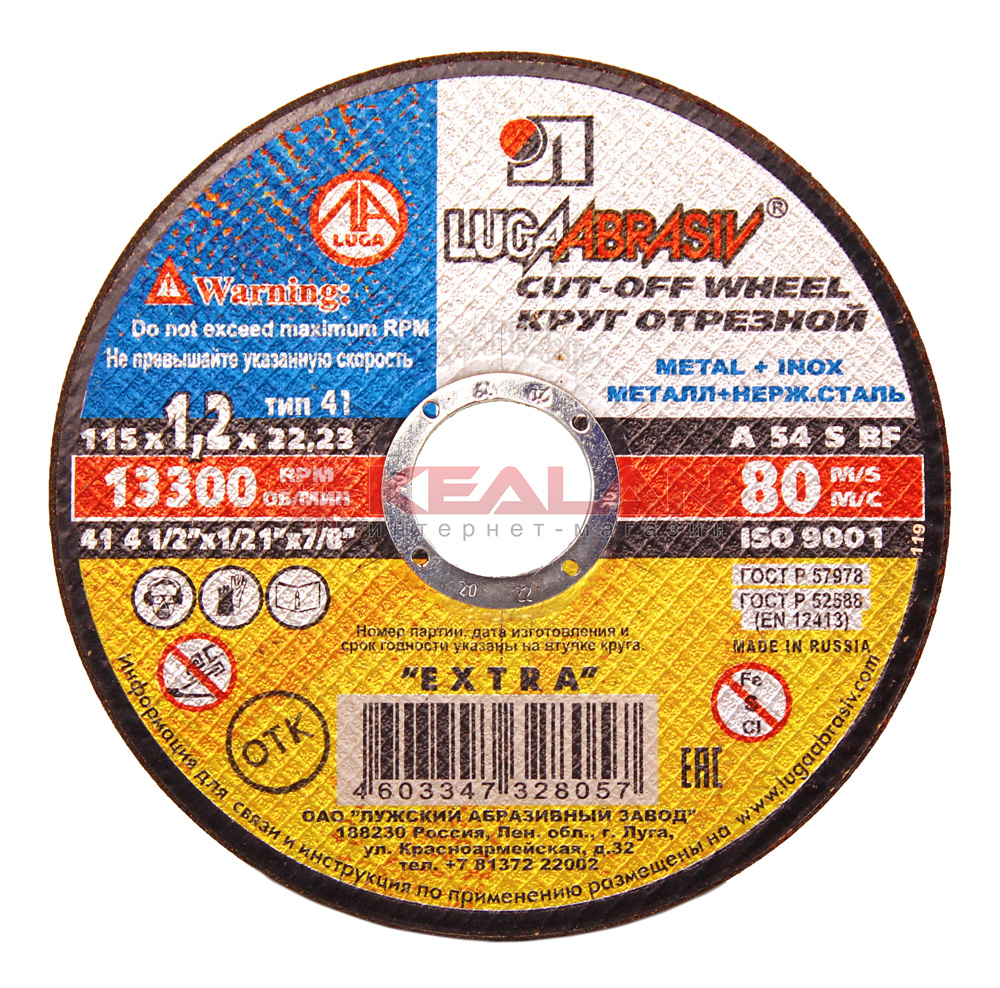 LUGA
LUGAABRASIV®
CUT-OFF WHEEL
КРУГ ОТРЕЗНОЙ
Warning:
Do not exceed maximum RPM
Не превышайте указанную скорость
METAL + INOX
МЕТАЛЛ+НЕРЖ.СТАЛЬ
тип 41
115 x 1,2 x 22,23
A 54 S BF
13300 RPM
ОБ/МИН
80 M/S
М/С
KEALAN
интернет-магазин
41 4 1/2"x1/21"x7/8"
ISO 9001
119
ГОСТ Р 57978
ГОСТ Р 52588
(EN 12413)
MADE IN RUSSIA
Номер партии, дата изготовления и
срок годности указаны на втулке круга.
"EXTRA"
Fe
S
Cl
ОТК
4 603347 328057
EAC
ОАО "ЛУЖСКИЙ АБРАЗИВНЫЙ ЗАВОД"
188230 Россия, Лен. обл., г. Луга,
ул. Красноармейская, д.32
тел. +7 81372 22002
информация для связи и инструкция по применению размещены на www.lugaabrasiv.com